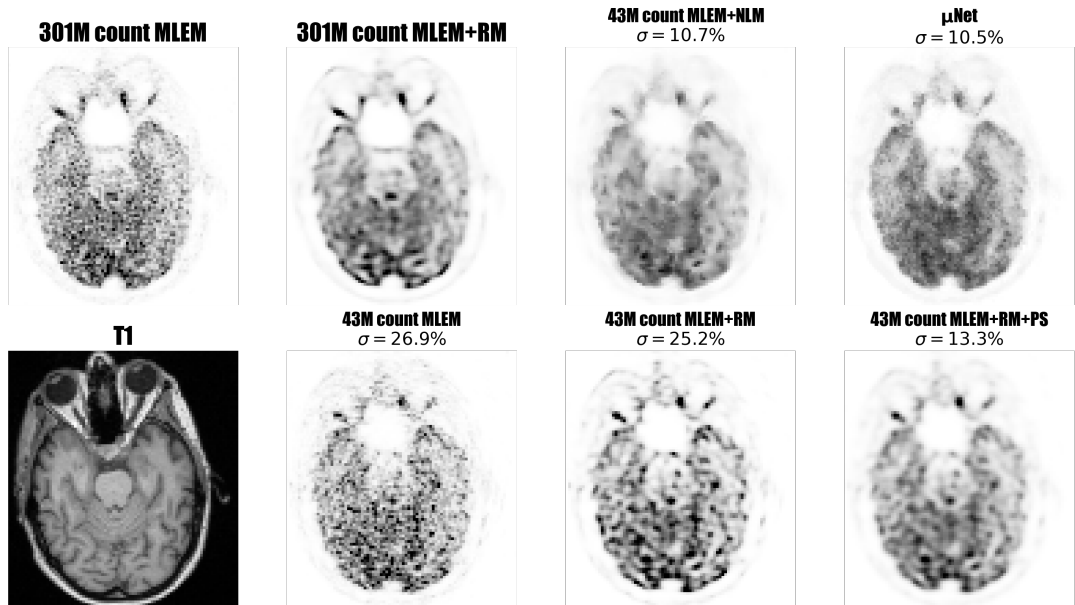 301M count MLEM
301M count MLEM+RM
43M count MLEM+NLM
σ = 10.7%
μNet
σ = 10.5%
T1
43M count MLEM
σ = 26.9%
43M count MLEM+RM
σ = 25.2%
43M count MLEM+RM+PS
σ = 13.3%